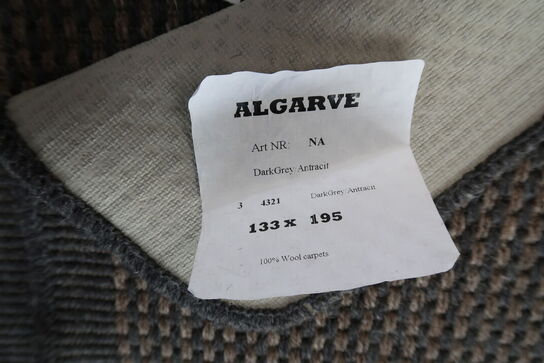 ALGARVE
Art NR: NA
DarkGrey/Antracit
3 4321 DarkGrey/Antracit
133 x 195
100% Wool carpets